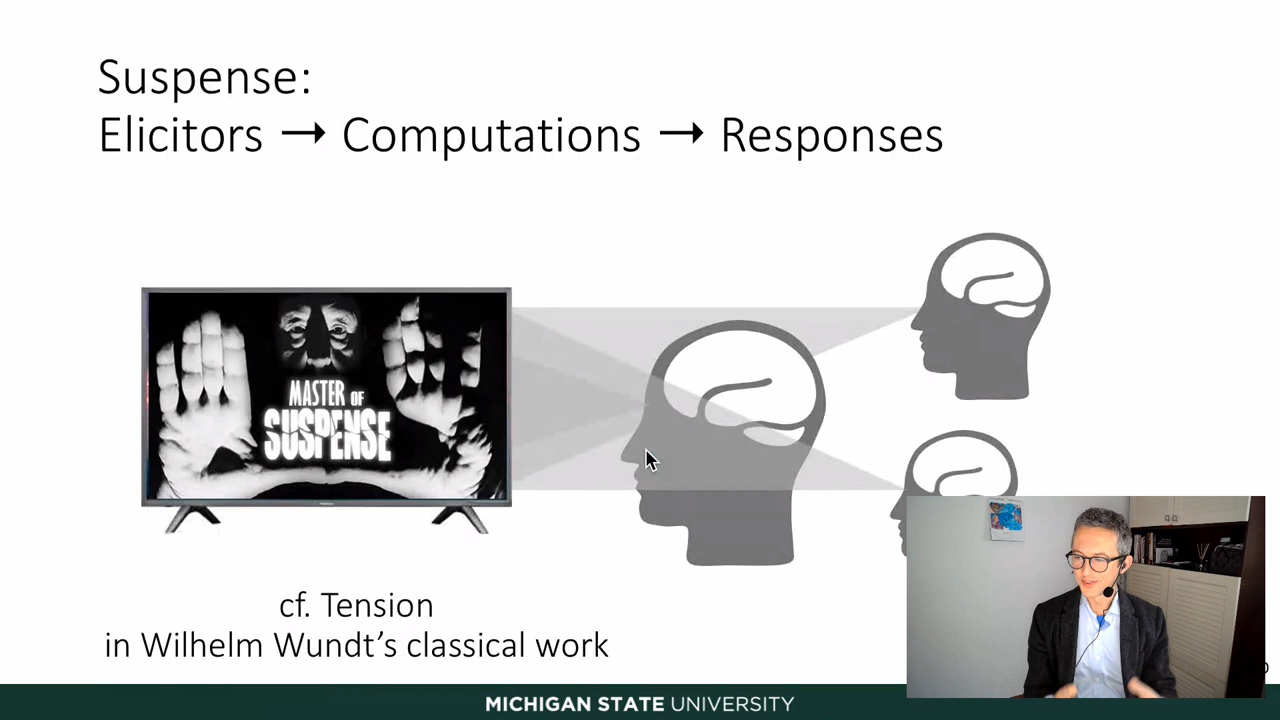 Suspense:
Elicitors → Computations → Responses
MASTER OF
SUSPENSE
cf. Tension
in Wilhelm Wundt’s classical work
MICHIGAN STATE UNIVERSITY